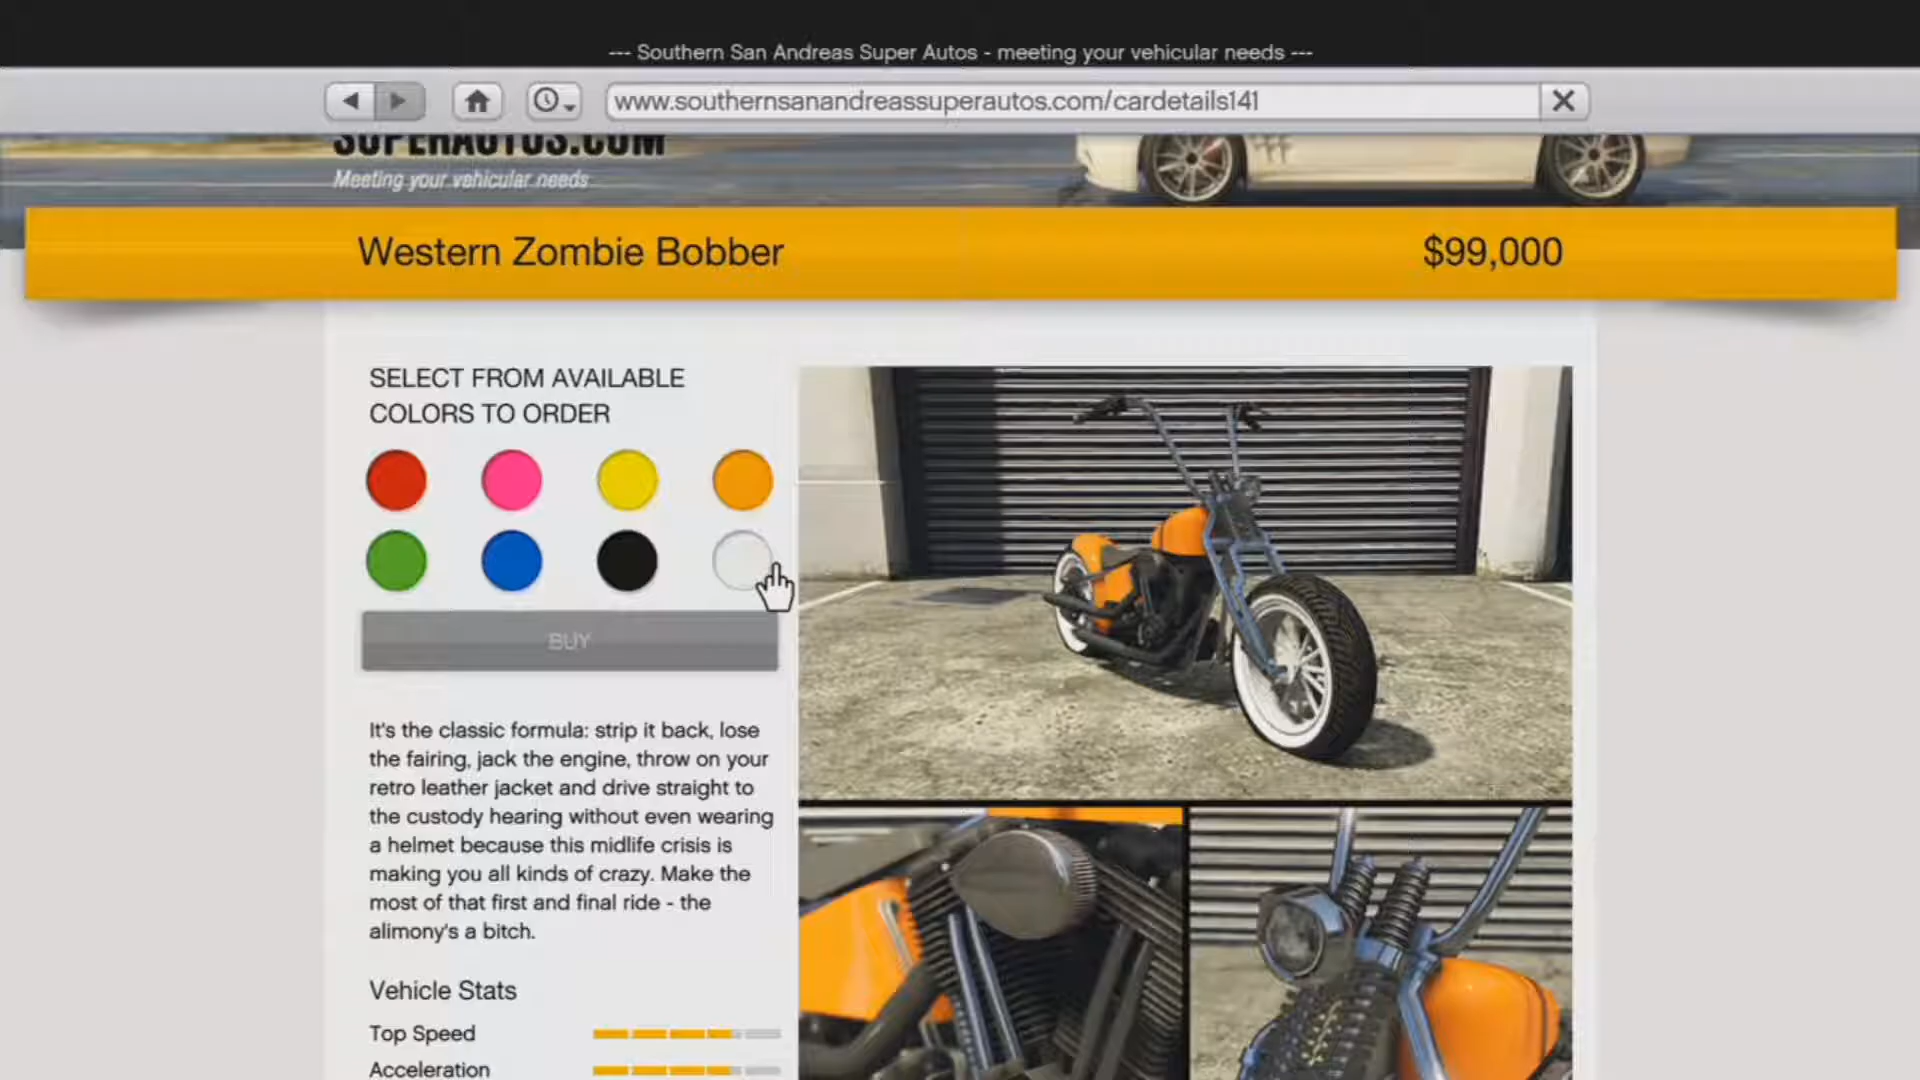 --- Southern San Andreas Super Autos - meeting your vehicular needs ---
www.southernsanandreassuperautos.com/cardetails141
SUPERAUTOS.COM
Meeting your vehicular needs
Western Zombie Bobber
$99,000
SELECT FROM AVAILABLE
COLORS TO ORDER
BUY
It's the classic formula: strip it back, lose
the fairing, jack the engine, throw on your
retro leather jacket and drive straight to
the custody hearing without even wearing
a helmet because this midlife crisis is
making you all kinds of crazy. Make the
most of that first and final ride - the
alimony's a bitch.
Vehicle Stats
Top Speed
Acceleration